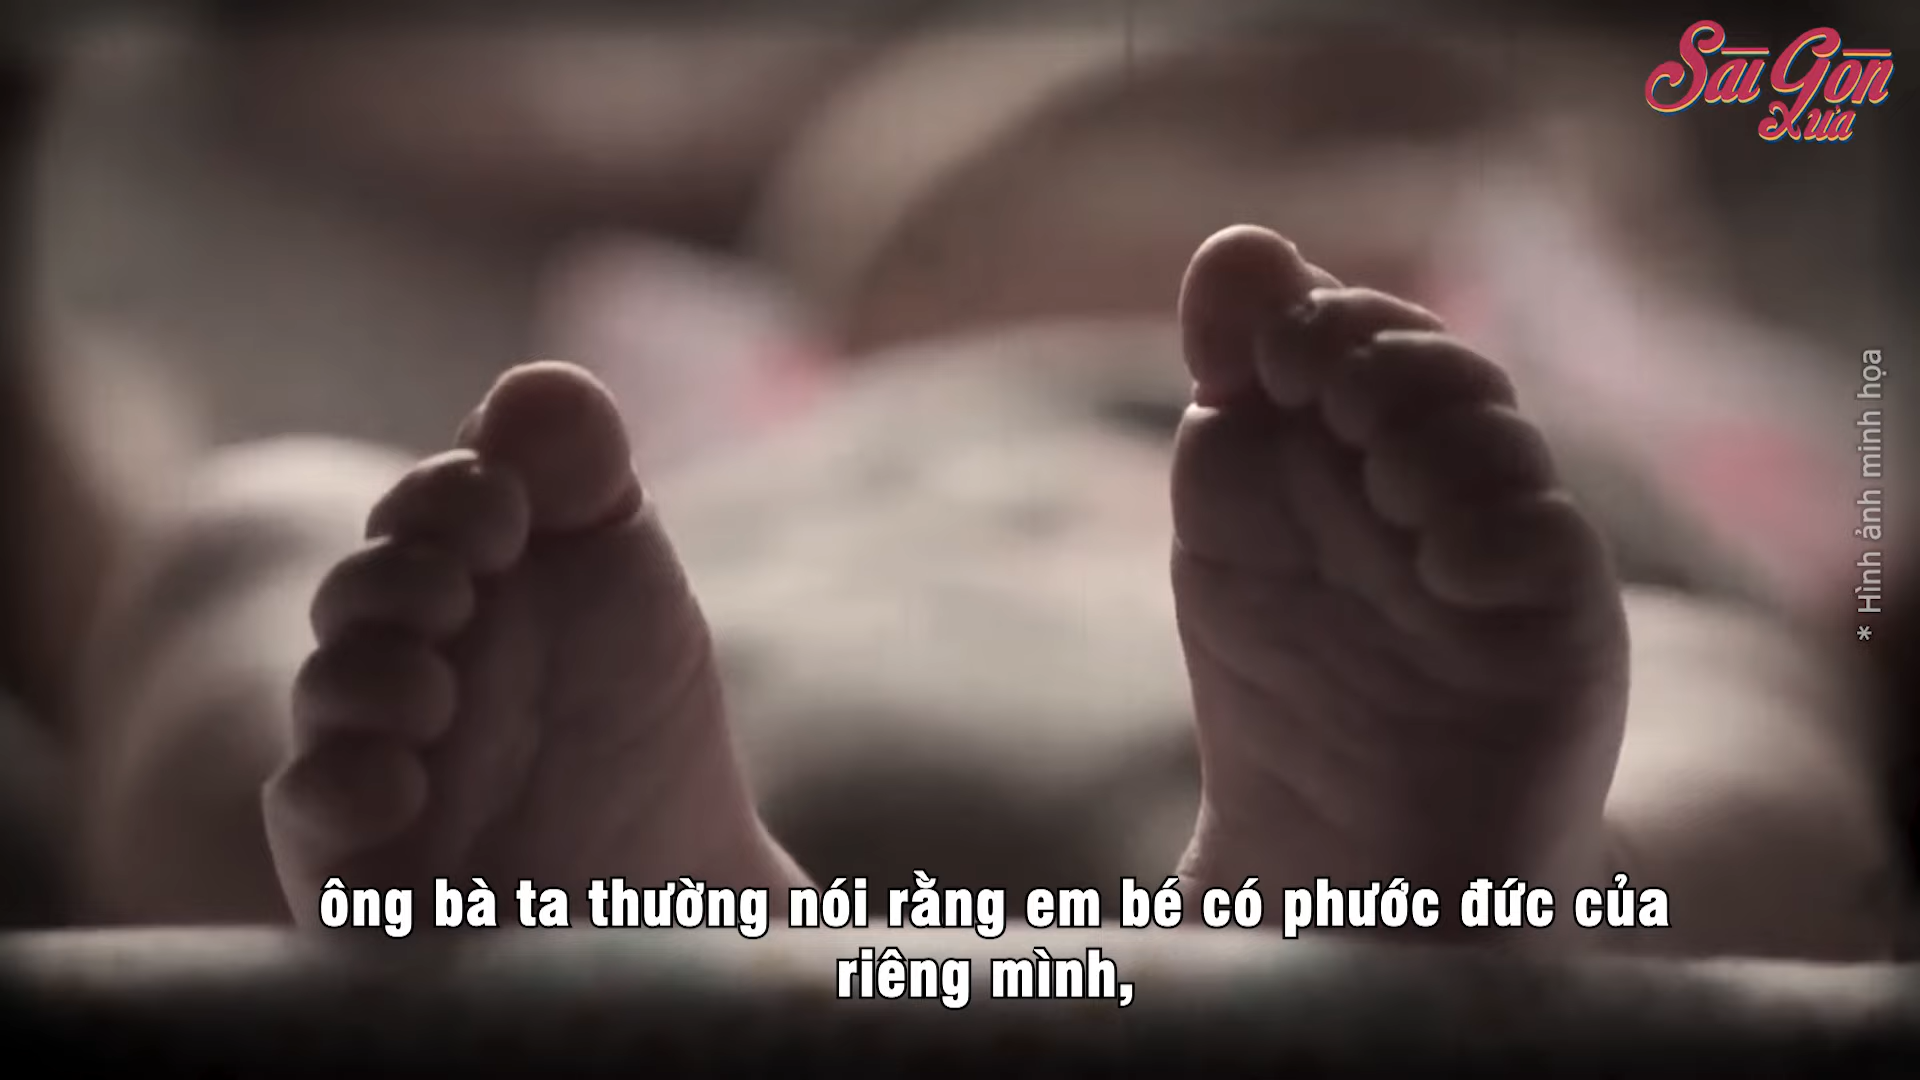 Sài Gòn
Xưa
* Hình ảnh minh họa
ông bà ta thường nói rằng em bé có phước đức của
riêng mình,